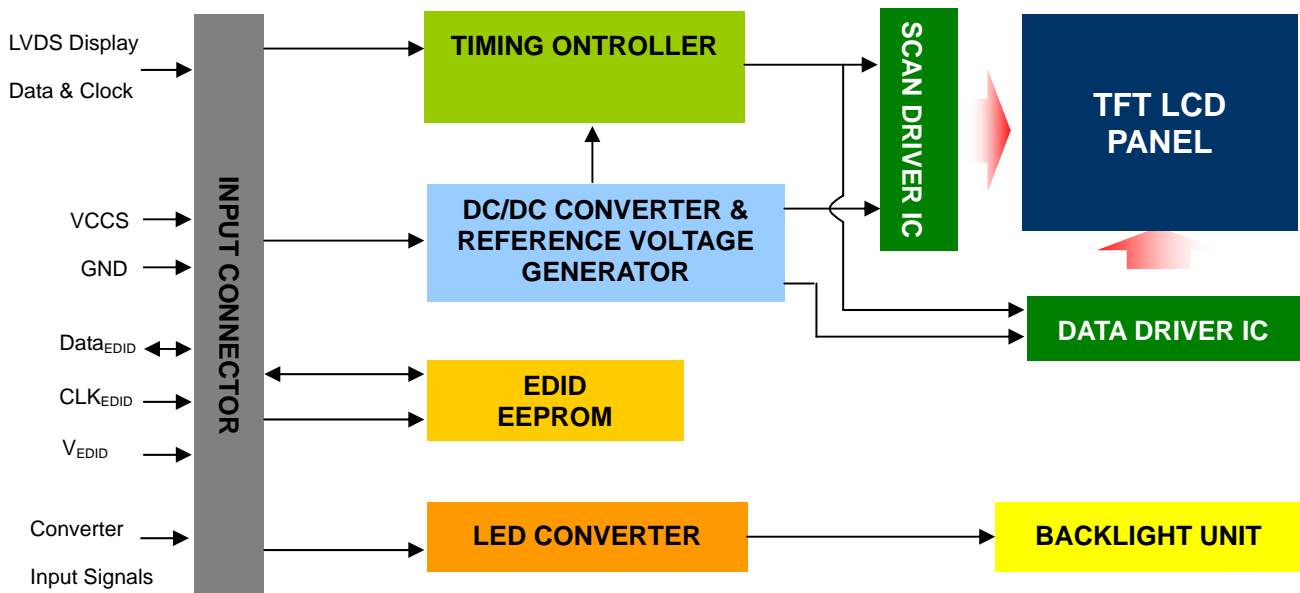 LVDS Display
Data & Clock
VCCS
GND
DataEDID
CLKEDID
VEDID
Converter
Input Signals
INPUT CONNECTOR
TIMING ONTROLLER
DC/DC CONVERTER &
REFERENCE VOLTAGE
GENERATOR
EDID
EEPROM
LED CONVERTER
SCAN DRIVER IC
TFT LCD
PANEL
DATA DRIVER IC
BACKLIGHT UNIT